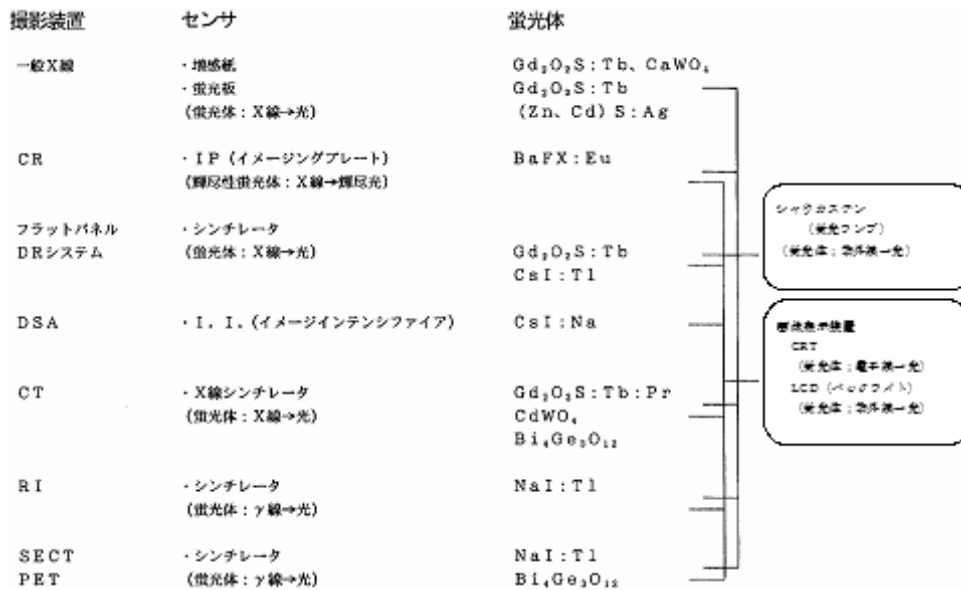 撮影装置 センサ 蛍光体
一般X線 ・増感紙 Gd₂O₂S:Tb、CaWO₄
・蛍光板 Gd₂O₂S:Tb
(蛍光体:X線→光) (Zn、Cd)S:Ag
CR ・IP(イメージングプレート) BaFX:Eu
(輝尽性蛍光体:X線→輝尽光)
フラットパネル ・シンチレータ
DRシステム (蛍光体:X線→光) Gd₂O₂S:Tb
CsI:Tl
DSA ・I.I.(イメージインテンシファイア) CsI:Na
CT ・X線シンチレータ Gd₂O₂S:Tb:Pr
(蛍光体:X線→光) CdWO₄
Bi₄Ge₃O₁₂
RI ・シンチレータ NaI:Tl
(蛍光体:γ線→光)
SECT ・シンチレータ NaI:Tl
PET (蛍光体:γ線→光) Bi₄Ge₃O₁₂
シャウカステン
(蛍光ランプ)
(蛍光体:紫外線→光)
表示装置
CRT
(蛍光体:電子線→光)
LCD(バックライト)
(蛍光体:紫外線→光)